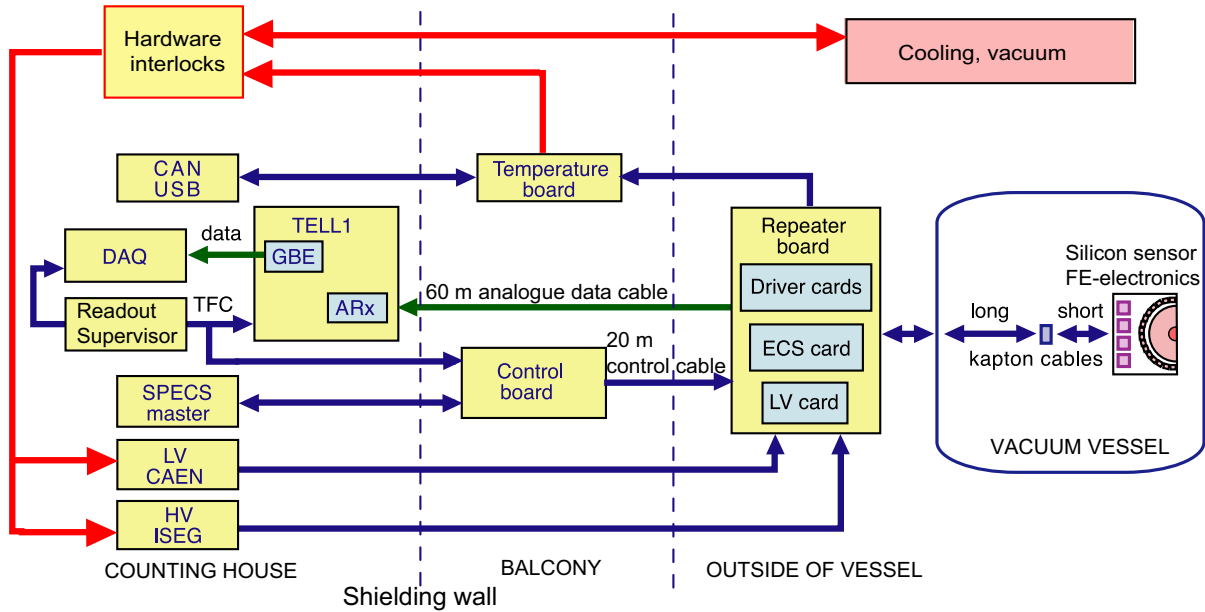 Hardware
interlocks
Cooling, vacuum
CAN
USB
Temperature
board
TELL1
GBE
ARx
data
DAQ
TFC
Readout
Supervisor
60 m analogue data cable
Repeater
board
Driver cards
ECS card
LV card
Silicon sensor
FE-electronics
long
short
kapton cables
VACUUM VESSEL
20 m
control cable
Control
board
SPECS
master
LV
CAEN
HV
ISEG
COUNTING HOUSE
BALCONY
OUTSIDE OF VESSEL
Shielding wall